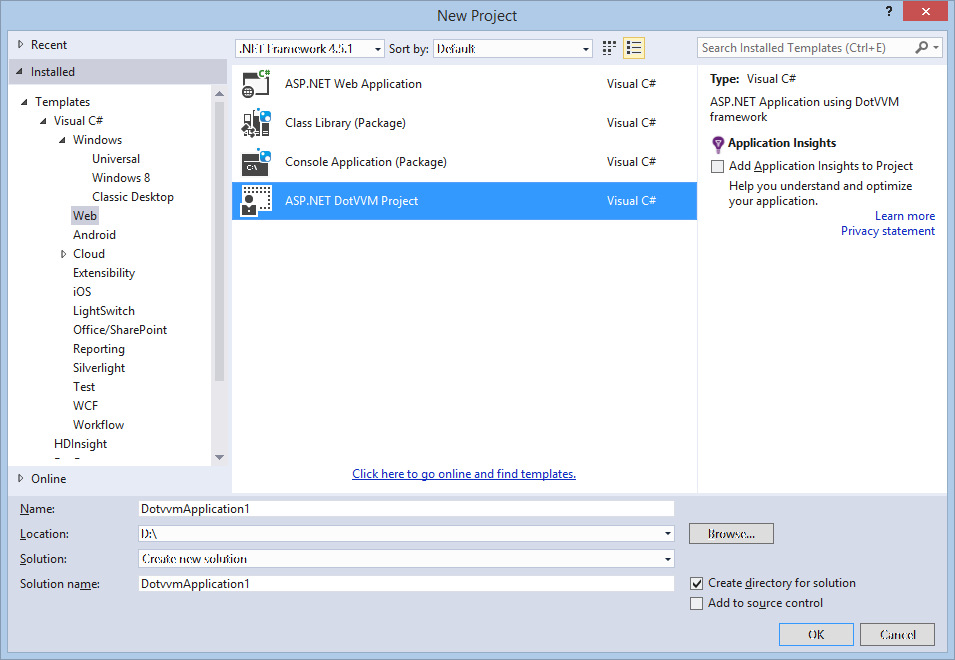 New Project
?
Recent
.NET Framework 4.5.1
Sort by:
Default
Search Installed Templates (Ctrl+E)
Installed
Templates
Visual C#
Windows
Universal
Windows 8
Classic Desktop
Web
Android
Cloud
Extensibility
iOS
LightSwitch
Office/SharePoint
Reporting
Silverlight
Test
WCF
Workflow
HDInsight
Online
C#
ASP.NET Web Application Visual C#
Class Library (Package) Visual C#
C:\
Console Application (Package) Visual C#
ASP.NET DotVVM Project Visual C#
Click here to go online and find templates.
Type: Visual C#
ASP.NET Application using DotVVM
framework
Application Insights
Add Application Insights to Project
Help you understand and optimize
your application.
Learn more
Privacy statement
Name: DotvvmApplication1
Location: D:\
Browse...
Solution: Create new solution
Solution name: DotvvmApplication1
Create directory for solution
Add to source control
OK
Cancel